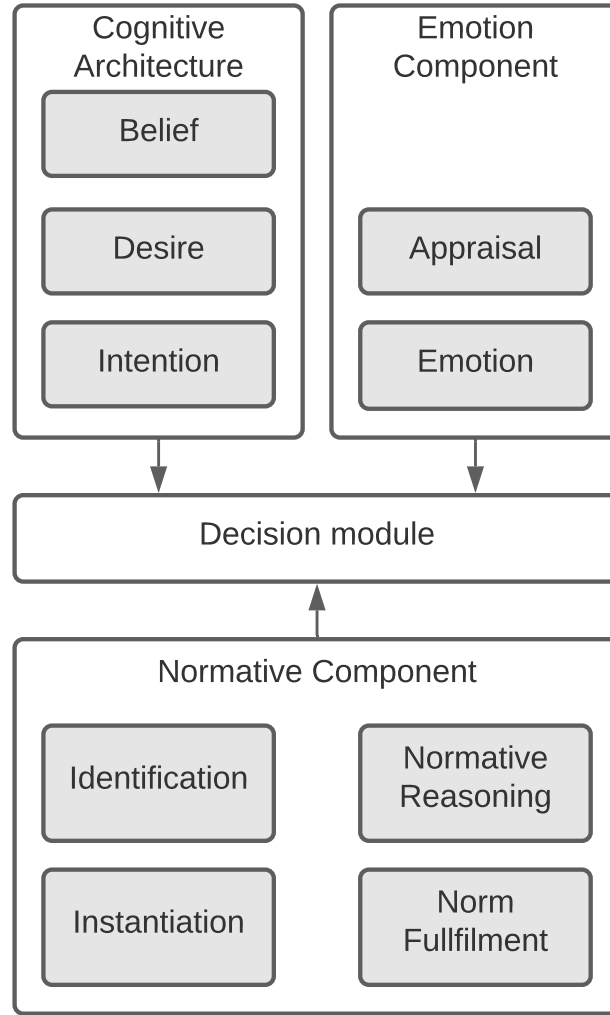 Cognitive
Architecture
Belief
Desire
Intention
Emotion
Component
Appraisal
Emotion
Decision module
Normative Component
Identification
Normative
Reasoning
Instantiation
Norm
Fullfilment